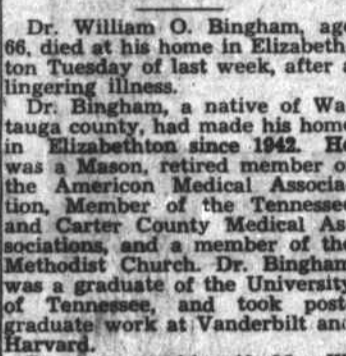 Dr. William O. Bingham, age
66, died at his home in Elizabeth-
ton Tuesday of last week, after a
lingering illness.
Dr. Bingham, a native of Wa-
tauga county, had made his home
in Elizabethton since 1942. He
was a Mason, retired member of
the American Medical Associa-
tion, Member of the Tennessee
and Carter County Medical As-
sociations, and a member of the
Methodist Church. Dr. Bingham
was a graduate of the University
of Tennessee, and took post-
graduate work at Vanderbilt and
Harvard.